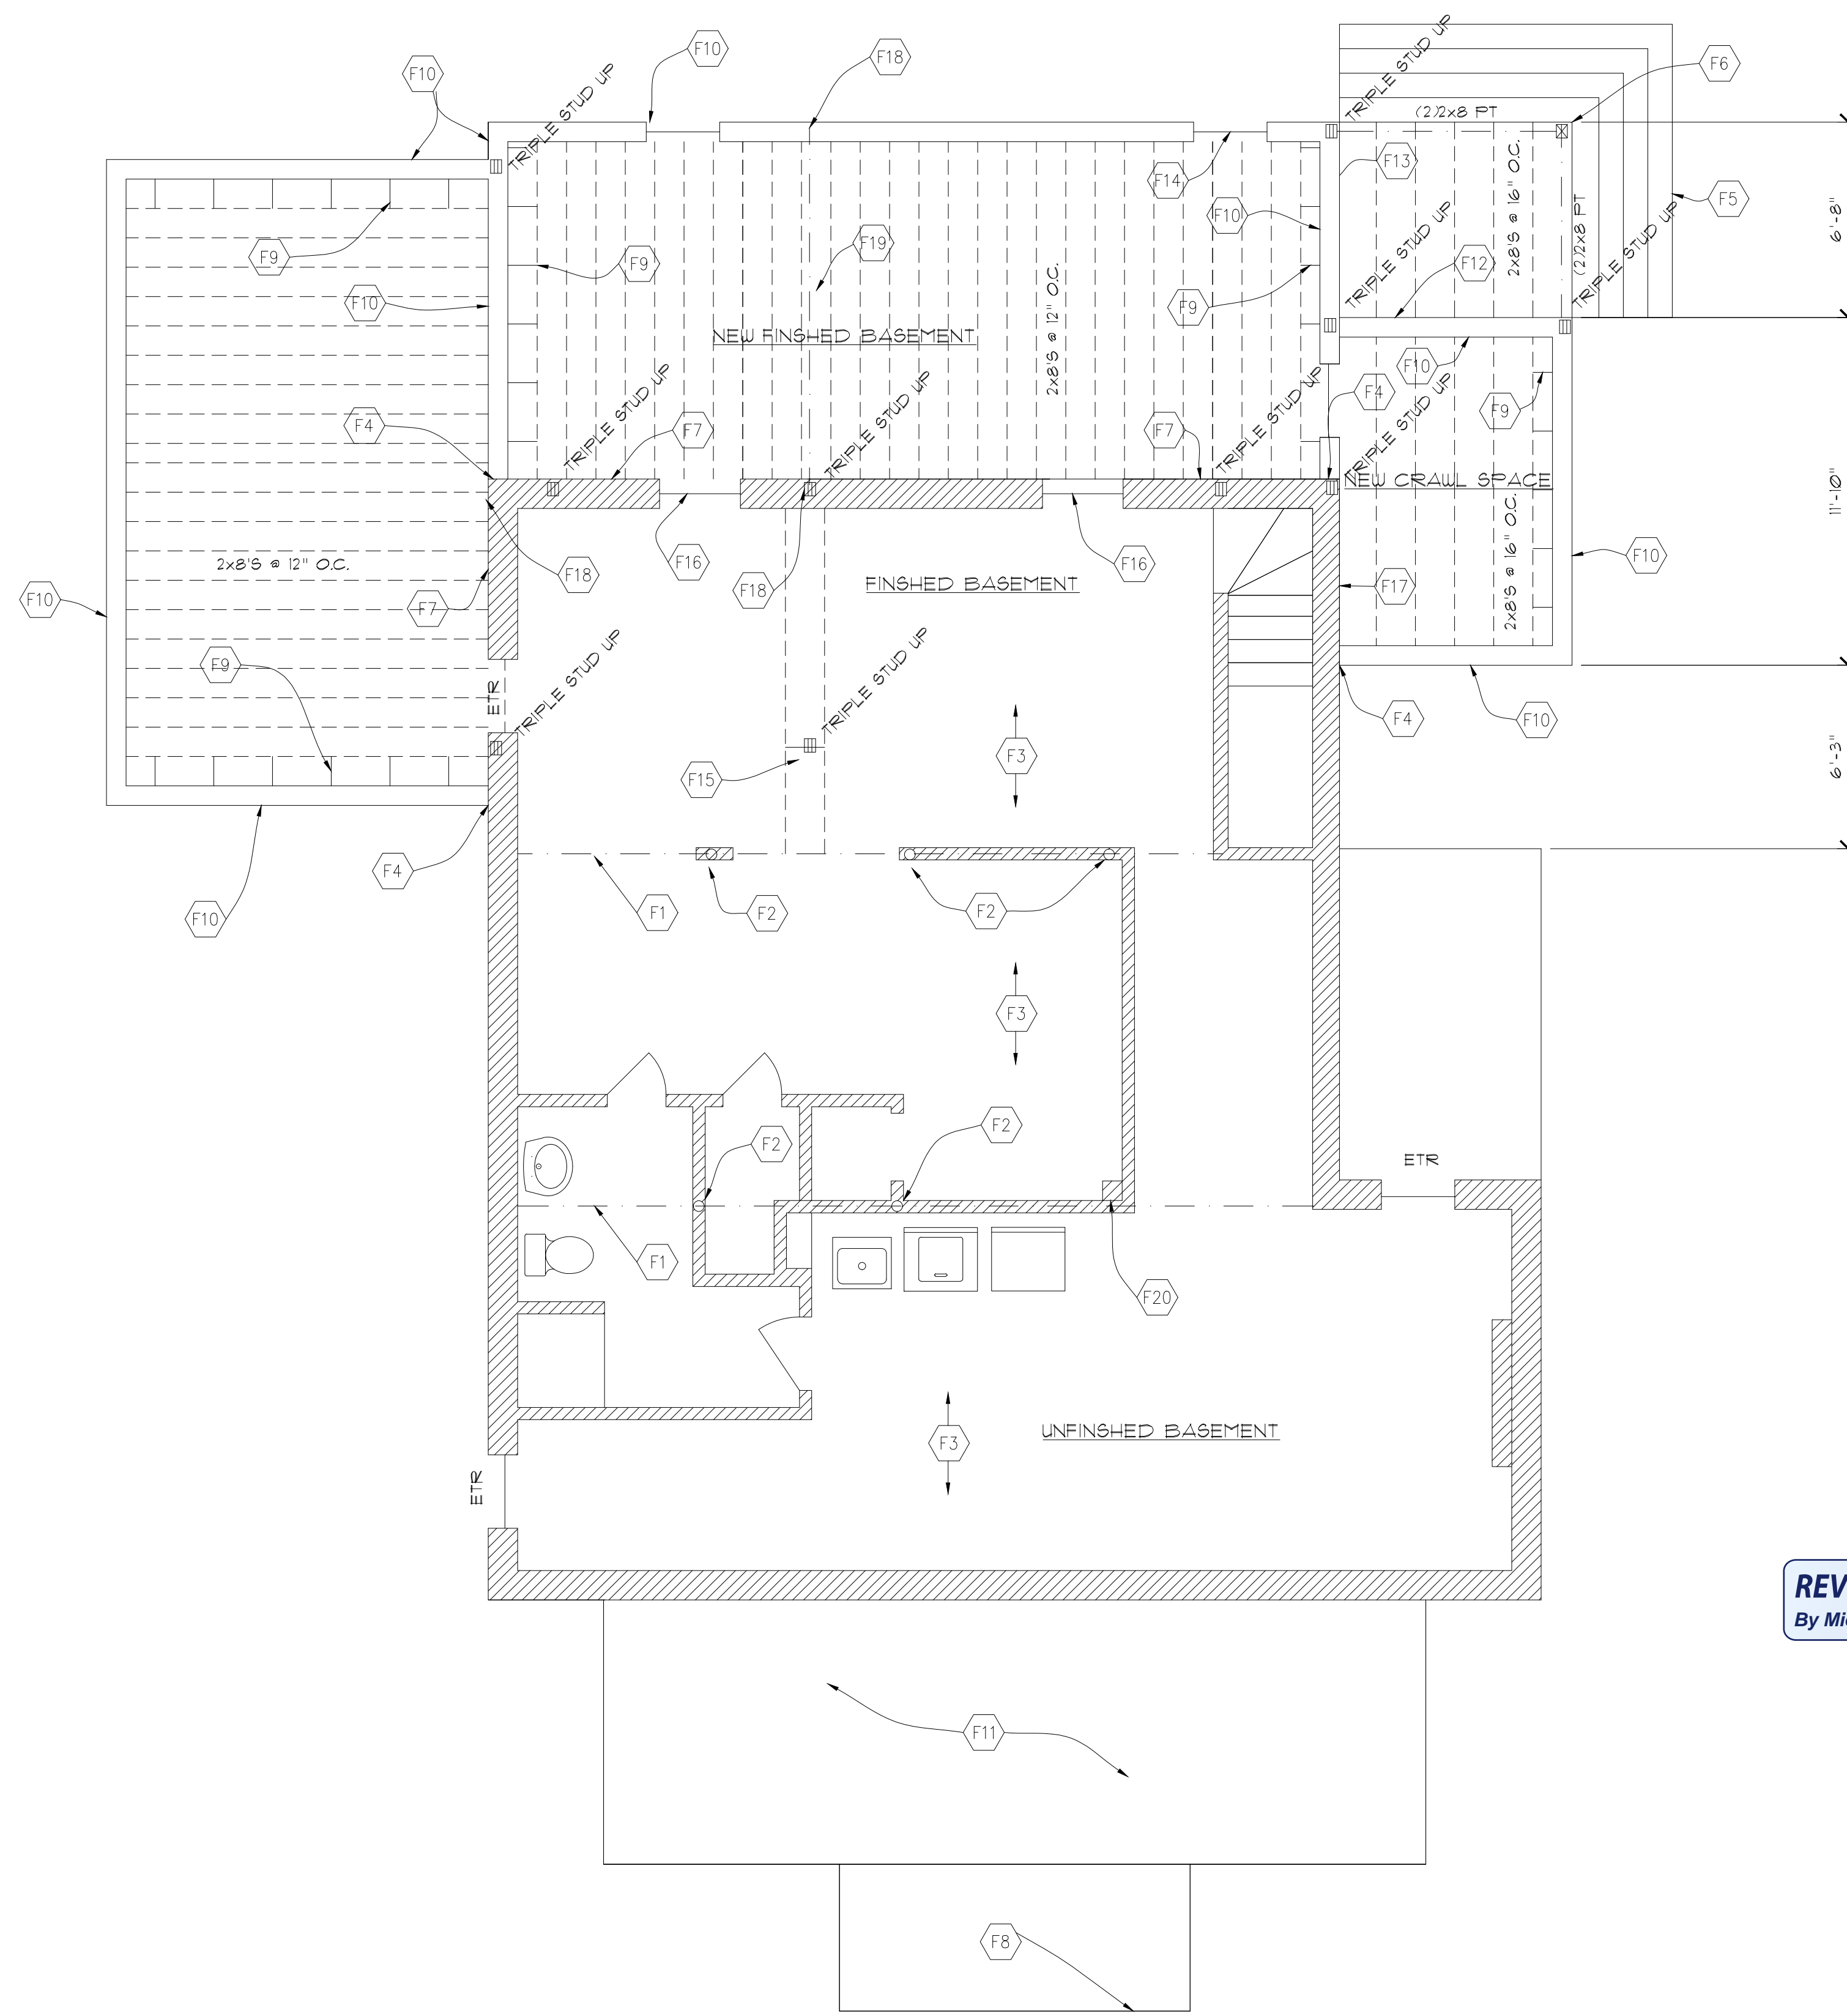 F10
F18
F10
F6
TRIPLE STUD UP
TRIPLE STUD UP
(2)2x8 PT
F14
F13
F5
F10
F9
F9
F19
F12
2x8'S @ 16" O.C.
(2)2x8 PT
TRIPLE STUD UP
TRIPLE STUD UP
6'-8"
F10
F9
NEW FINSHED BASEMENT
2x8'S @ 12" O.C.
F10
F4
F7
TRIPLE STUD UP
TRIPLE STUD UP
F7
TRIPLE STUD UP
F4
TRIPLE STUD UP
F9
NEW CRAWL SPACE
11'-10"
2x8'S @ 12" O.C.
F18
F16
F18
FINSHED BASEMENT
F16
F17
2x8'S @ 16" O.C.
F10
F10
F7
F9
ETR
TRIPLE STUD UP
TRIPLE STUD UP
F4
F10
F15
F3
6'-3"
F4
F10
F1
F2
F2
F3
F2
F2
ETR
F1
F20
F3
UNFINSHED BASEMENT
ETR
REV
By Mi
F11
F8